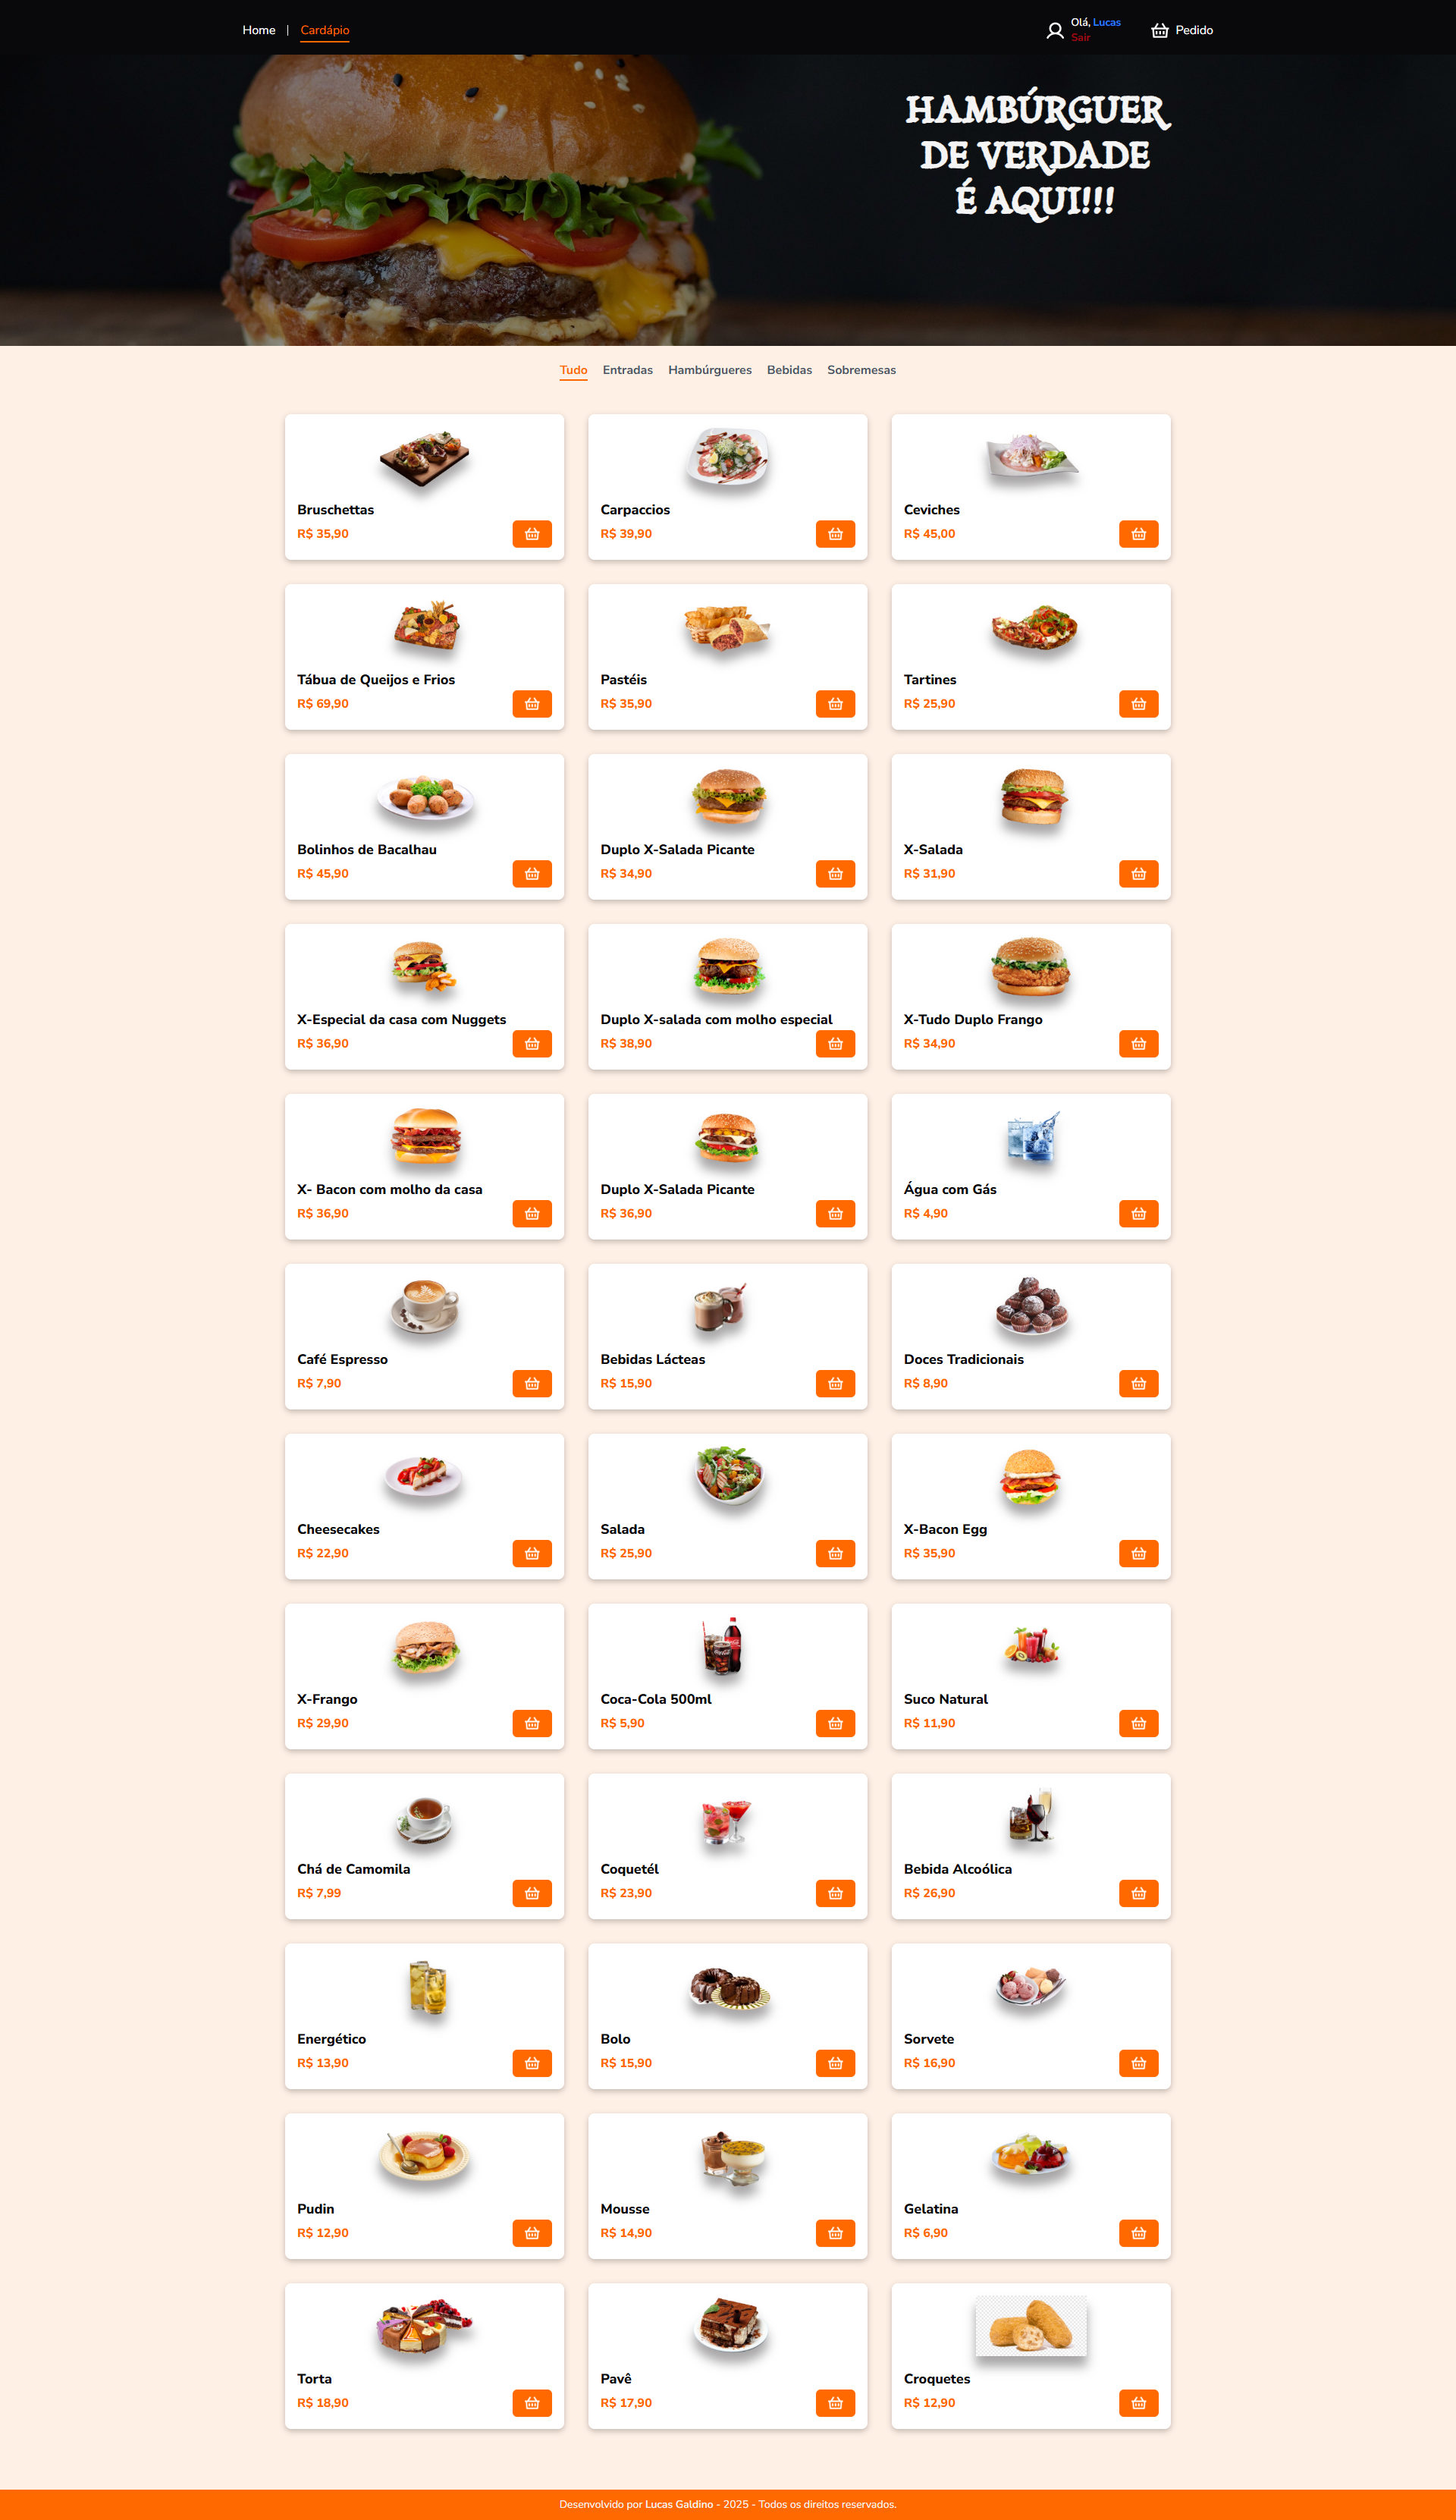 Home | Cardápio
Olá, Lucas
Sair
Pedido
HAMBÚRGUER
DE VERDADE
É AQUI!!!
Tudo Entradas Hambúrgueres Bebidas Sobremesas
Bruschettas
R$ 35,90
Carpaccios
R$ 39,90
Ceviches
R$ 45,00
Tábua de Queijos e Frios
R$ 69,90
Pastéis
R$ 35,90
Tartines
R$ 25,90
Bolinhos de Bacalhau
R$ 45,90
Duplo X-Salada Picante
R$ 34,90
X-Salada
R$ 31,90
X-Especial da casa com Nuggets
R$ 36,90
Duplo X-salada com molho especial
R$ 38,90
X-Tudo Duplo Frango
R$ 34,90
X- Bacon com molho da casa
R$ 36,90
Duplo X-Salada Picante
R$ 36,90
Água com Gás
R$ 4,90
Café Espresso
R$ 7,90
Bebidas Lácteas
R$ 15,90
Doces Tradicionais
R$ 8,90
Cheesecakes
R$ 22,90
Salada
R$ 25,90
X-Bacon Egg
R$ 35,90
X-Frango
R$ 29,90
Coca-Cola 500ml
R$ 5,90
Suco Natural
R$ 11,90
Chá de Camomila
R$ 7,99
Coquetél
R$ 23,90
Bebida Alcoólica
R$ 26,90
Energético
R$ 13,90
Bolo
R$ 15,90
Sorvete
R$ 16,90
Pudin
R$ 12,90
Mousse
R$ 14,90
Gelatina
R$ 6,90
Torta
R$ 18,90
Pavê
R$ 17,90
Croquetes
R$ 12,90
Desenvolvido por Lucas Galdino - 2025 - Todos os direitos reservados.